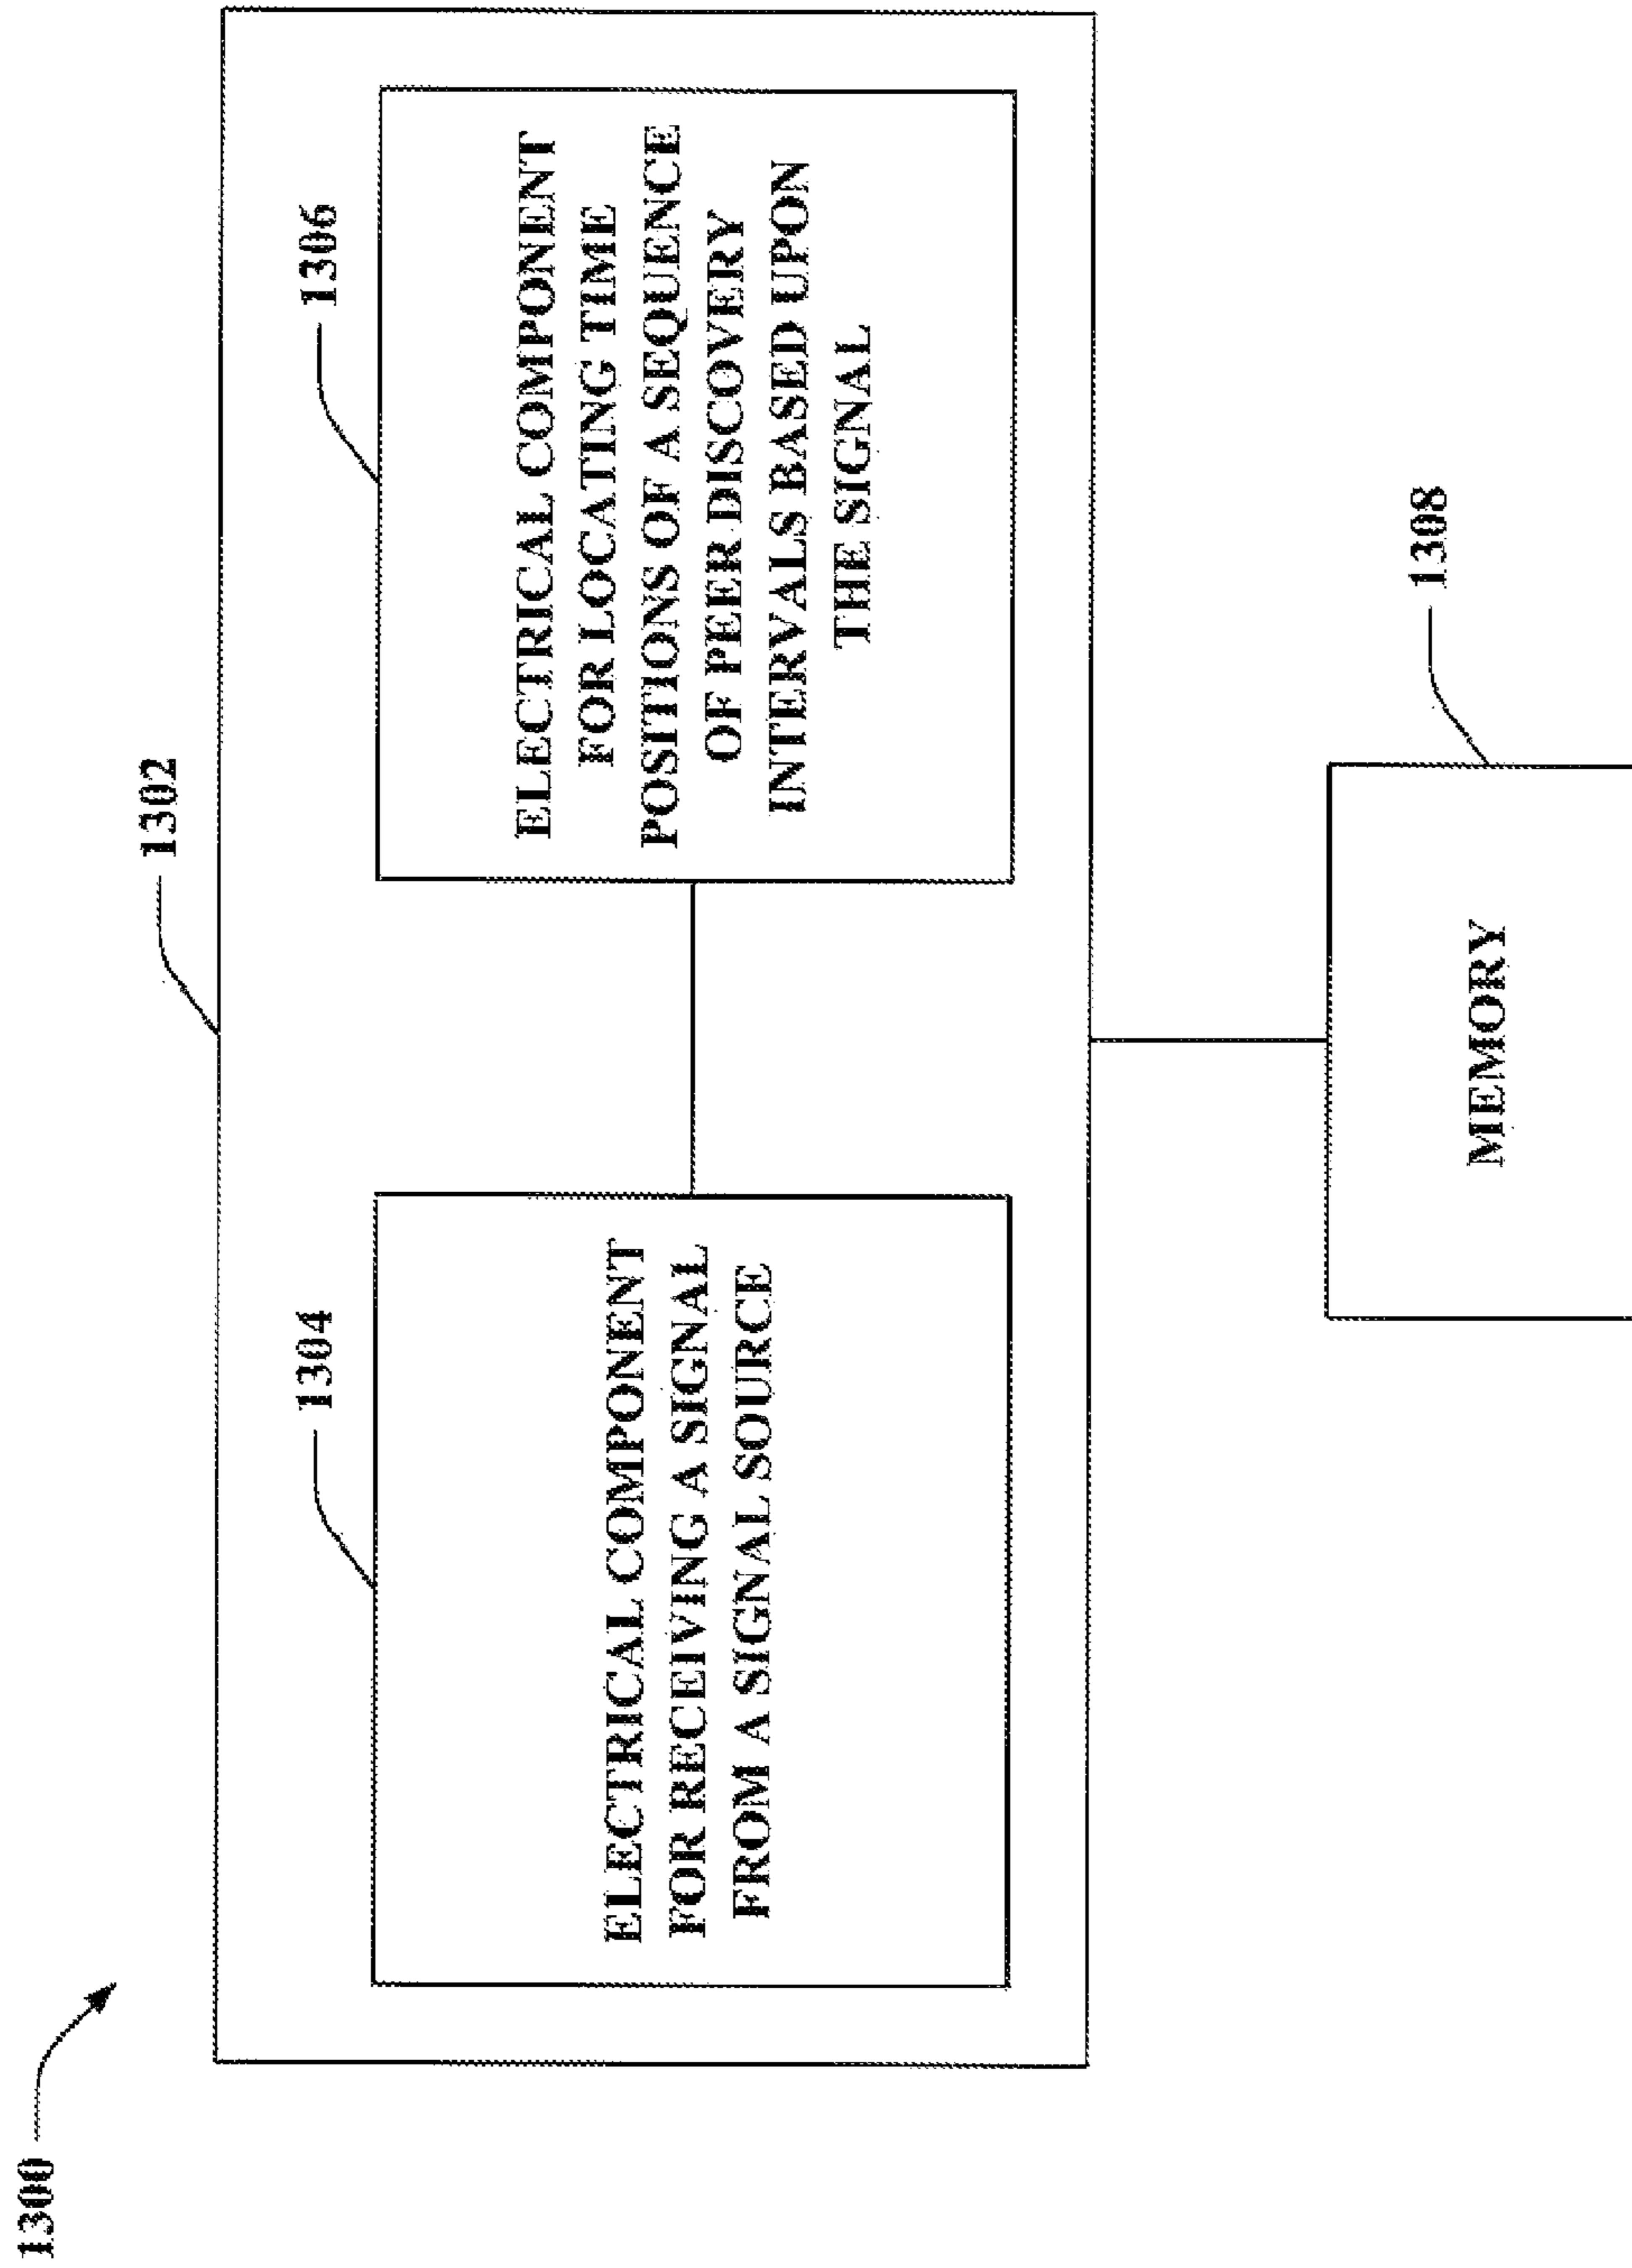 1300
1302
1304
1306
ELECTRICAL COMPONENT
FOR RECEIVING A SIGNAL
FROM A SIGNAL SOURCE
ELECTRICAL COMPONENT
FOR LOCATING TIME
POSITIONS OF A SEQUENCE
OF PEER DISCOVERY
INTERVALS BASED UPON
THE SIGNAL
1308
MEMORY